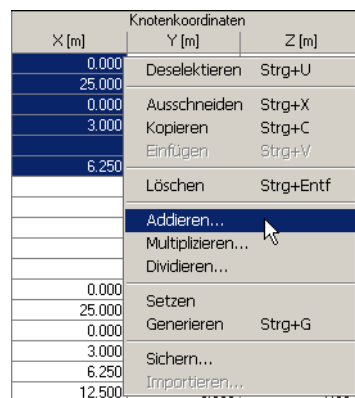 Knotenkoordinaten
X [m] Y [m] Z [m]
0.000 Deselektieren Strg+U
25.000
0.000 Ausschneiden Strg+X
3.000 Kopieren Strg+C
Einfügen Strg+V
6.250
Löschen Strg+Entf
Addieren...
Multiplizieren...
Dividieren...
0.000
Setzen
25.000
0.000 Generieren Strg+G
3.000
Sichern...
6.250
Importieren...
12.500